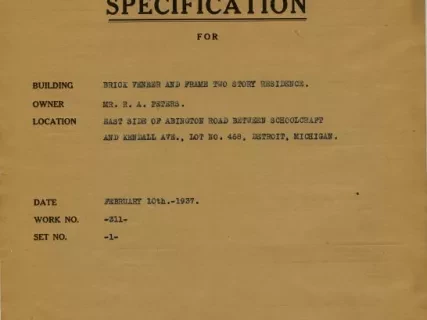 SPECIFICATION
FOR
BUILDING BRICK VENEER AND FRAME TWO STORY RESIDENCE.
OWNER MR. H. A. PETERS.
LOCATION EAST SIDE OF ABINGTON ROAD BETWEEN SCHOOLCRAFT
AND KENDALL AVE., LOT NO. 468, DETROIT, MICHIGAN.
DATE FEBRUARY 10th.-1937.
WORK NO. -311-
SET NO. -1-